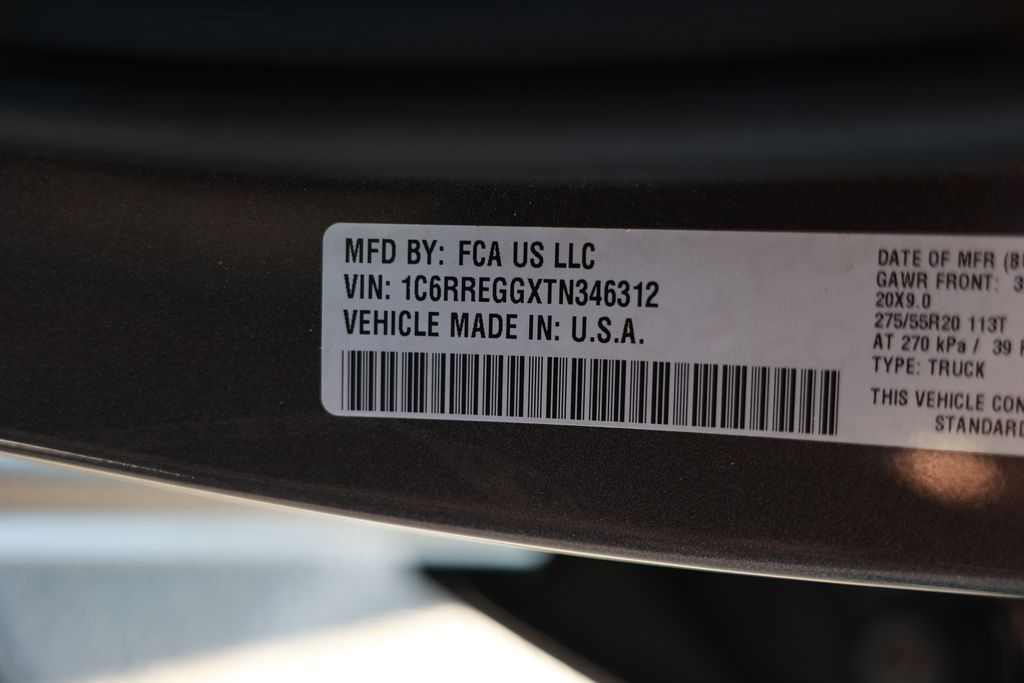 MFD BY: FCA US LLC
VIN: 1C6RREGGXTN346312
VEHICLE MADE IN: U.S.A.
DATE OF MFR
GAWR FRONT:
20X9.0
275/55R20 113T
AT 270 kPa / 39
TYPE: TRUCK
THIS VEHICLE